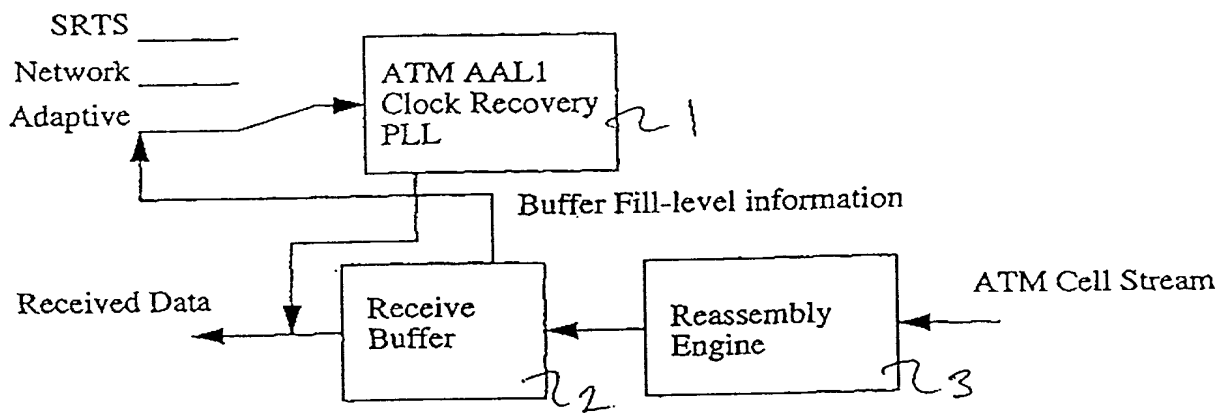 SRTS
Network
Adaptive
ATM AAL1
Clock Recovery
PLL
1
Buffer Fill-level information
Received Data
Receive
Buffer
2
Reassembly
Engine
3
ATM Cell Stream